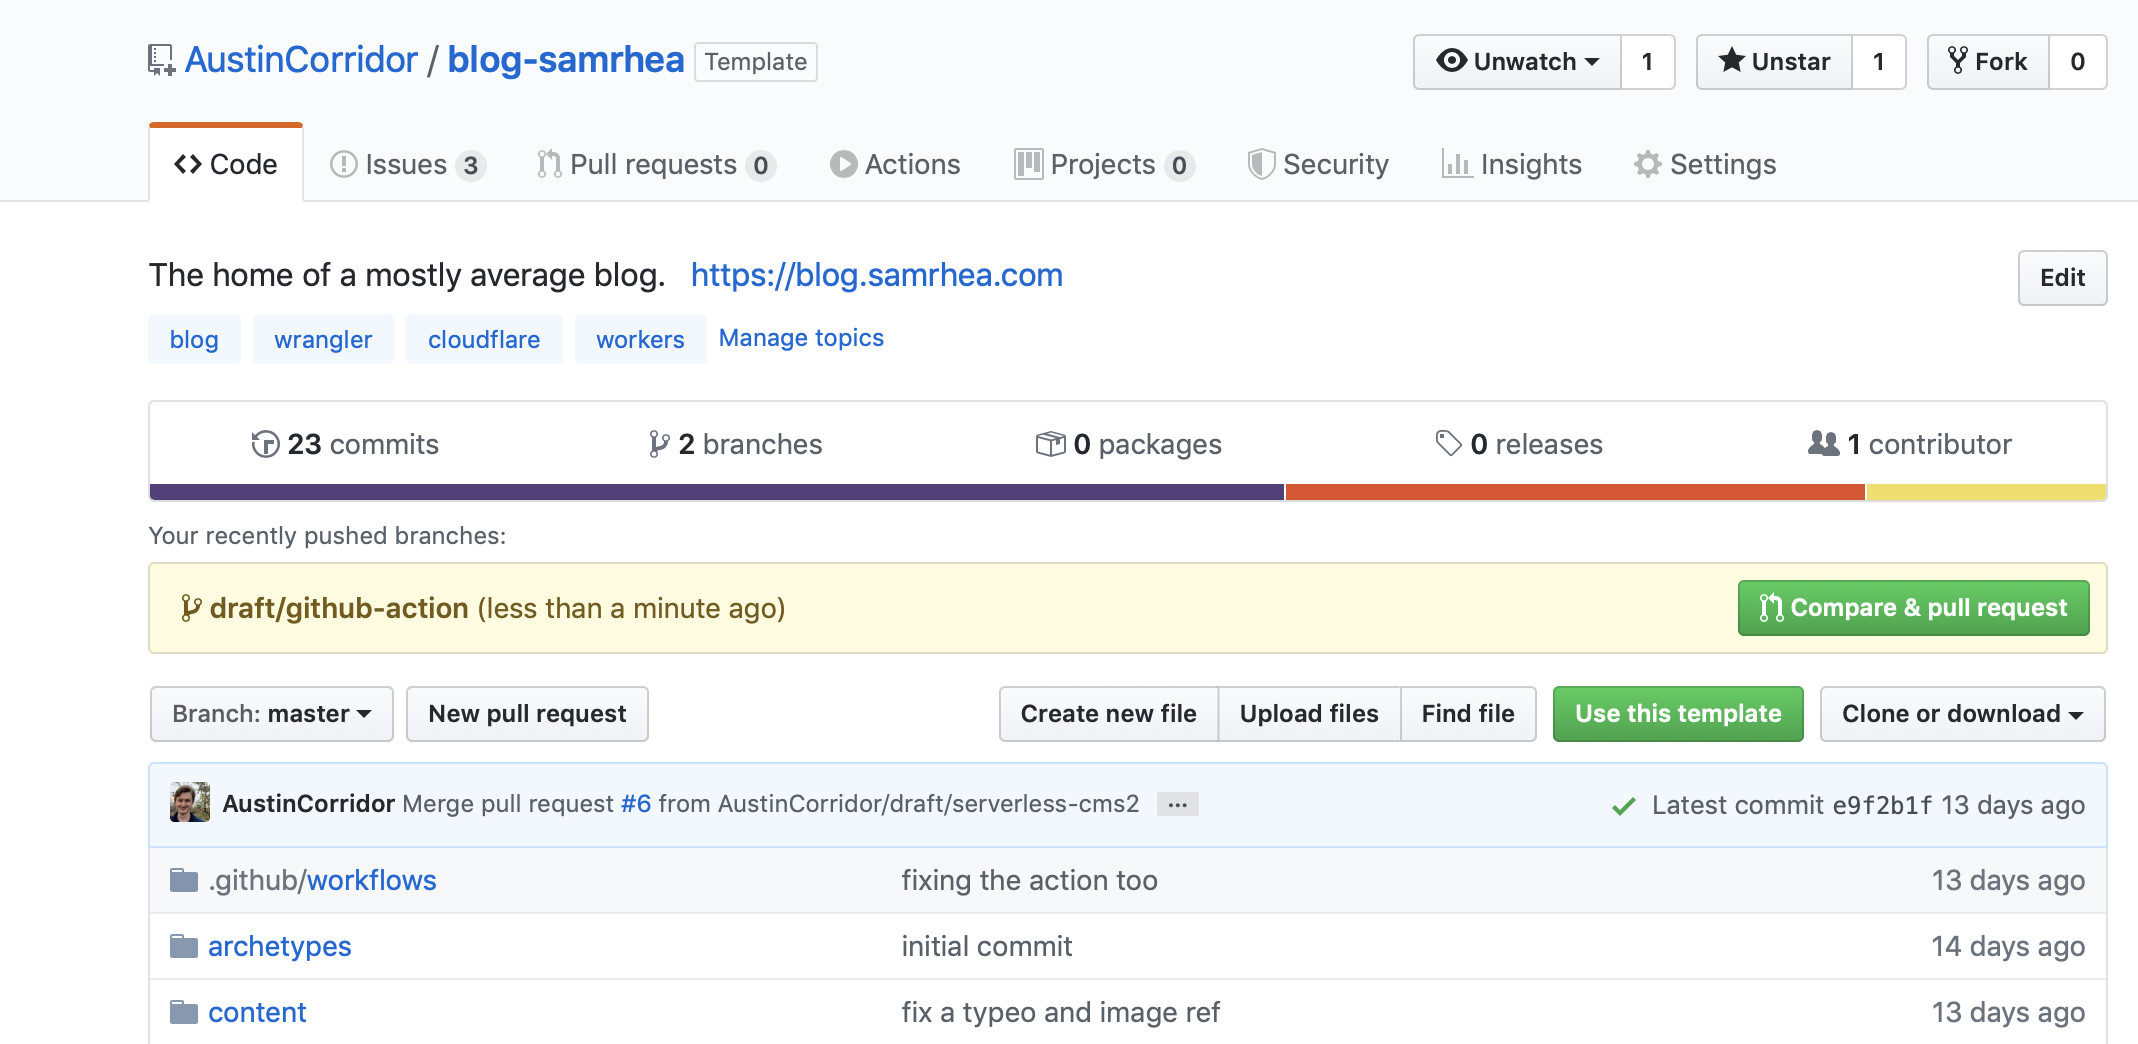 AustinCorridor / blog-samrhea Template Unwatch 1 Unstar 1 Fork 0
Code Issues 3 Pull requests 0 Actions Projects 0 Security Insights Settings
The home of a mostly average blog. https://blog.samrhea.com Edit
blog wrangler cloudflare workers Manage topics
23 commits 2 branches 0 packages 0 releases 1 contributor
Your recently pushed branches:
draft/github-action (less than a minute ago) Compare & pull request
Branch: master New pull request Create new file Upload files Find file Use this template Clone or download
AustinCorridor Merge pull request #6 from AustinCorridor/draft/serverless-cms2 ... Latest commit e9f2b1f 13 days ago
.github/workflows fixing the action too 13 days ago
archetypes initial commit 14 days ago
content fix a typeo and image ref 13 days ago